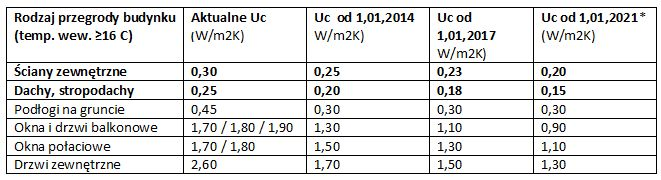 Rodzaj przegrody budynku (temp. wew. ≥16 C) | Aktualne Uc (W/m2K) | Uc od 1,01,2014 W/m2K) | Uc od 1,01,2017 W/m2K) | Uc od 1,01,2021* (W/m2K)
Ściany zewnętrzne | 0,30 | 0,25 | 0,23 | 0,20
Dachy, stropodachy | 0,25 | 0,20 | 0,18 | 0,15
Podłogi na gruncie | 0,45 | 0,30 | 0,30 | 0,30
Okna i drzwi balkonowe | 1,70 / 1,80 / 1,90 | 1,30 | 1,10 | 0,90
Okna połaciowe | 1,70 / 1,80 | 1,50 | 1,30 | 1,10
Drzwi zewnętrzne | 2,60 | 1,70 | 1,50 | 1,30